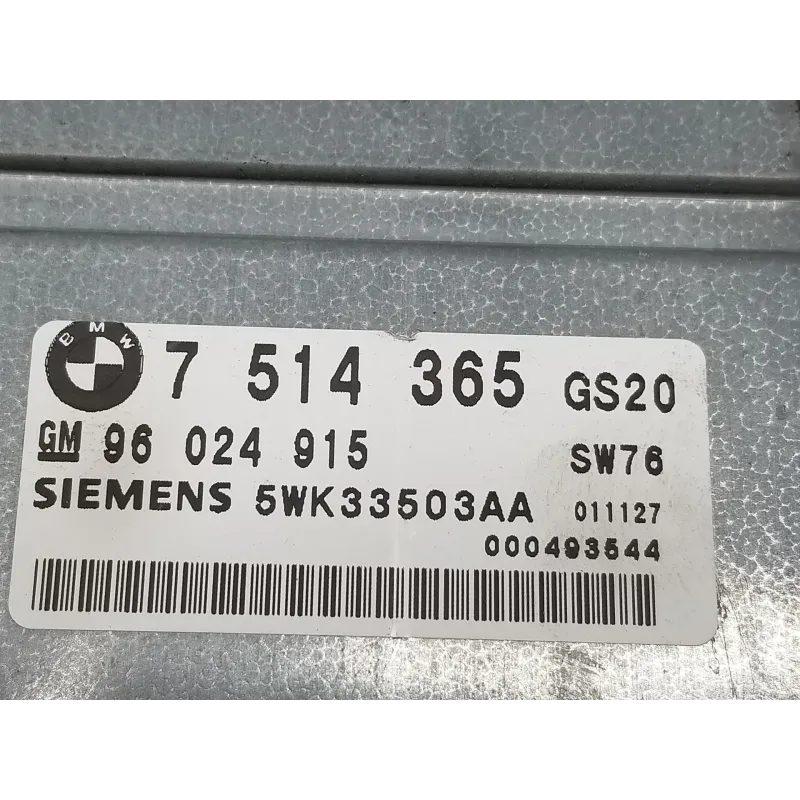 BMW 7 514 365 GS20
GM 96 024 915 SW76
SIEMENS 5WK33503AA 011127
000493544